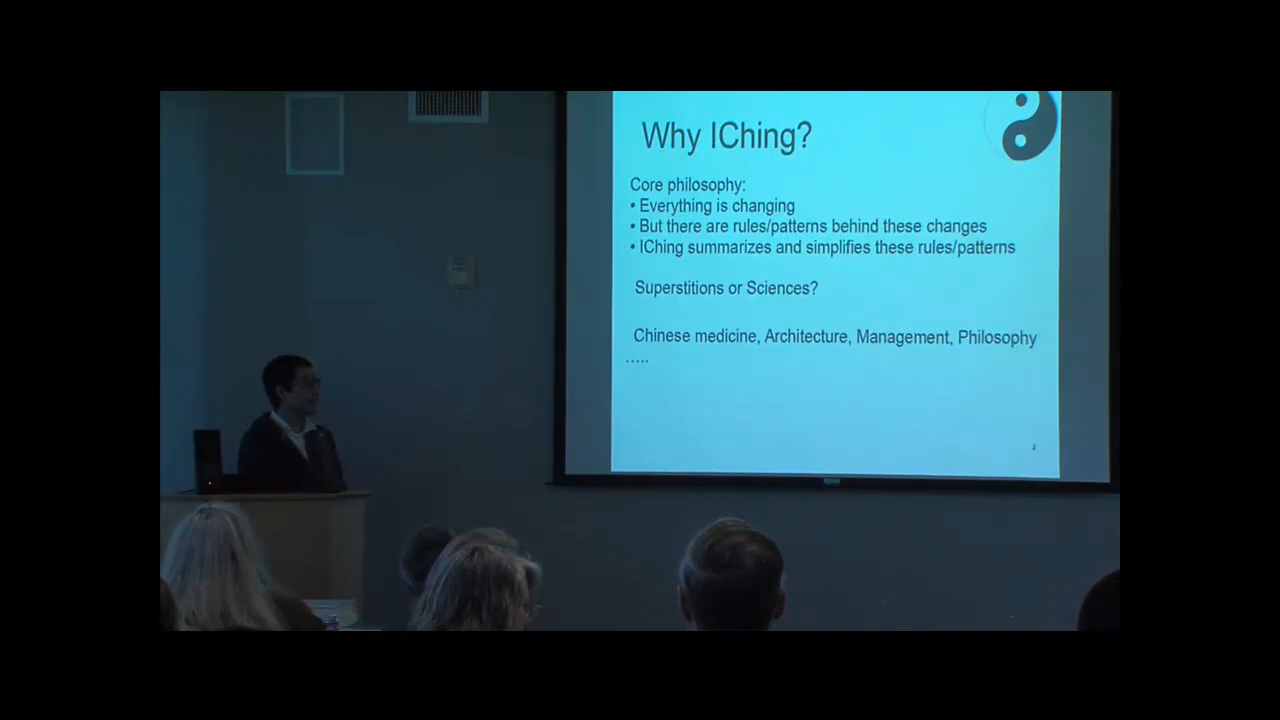 Why IChing?
Core philosophy:
• Everything is changing
• But there are rules/patterns behind these changes
• IChing summarizes and simplifies these rules/patterns
Superstitions or Sciences?
Chinese medicine, Architecture, Management, Philosophy
.....